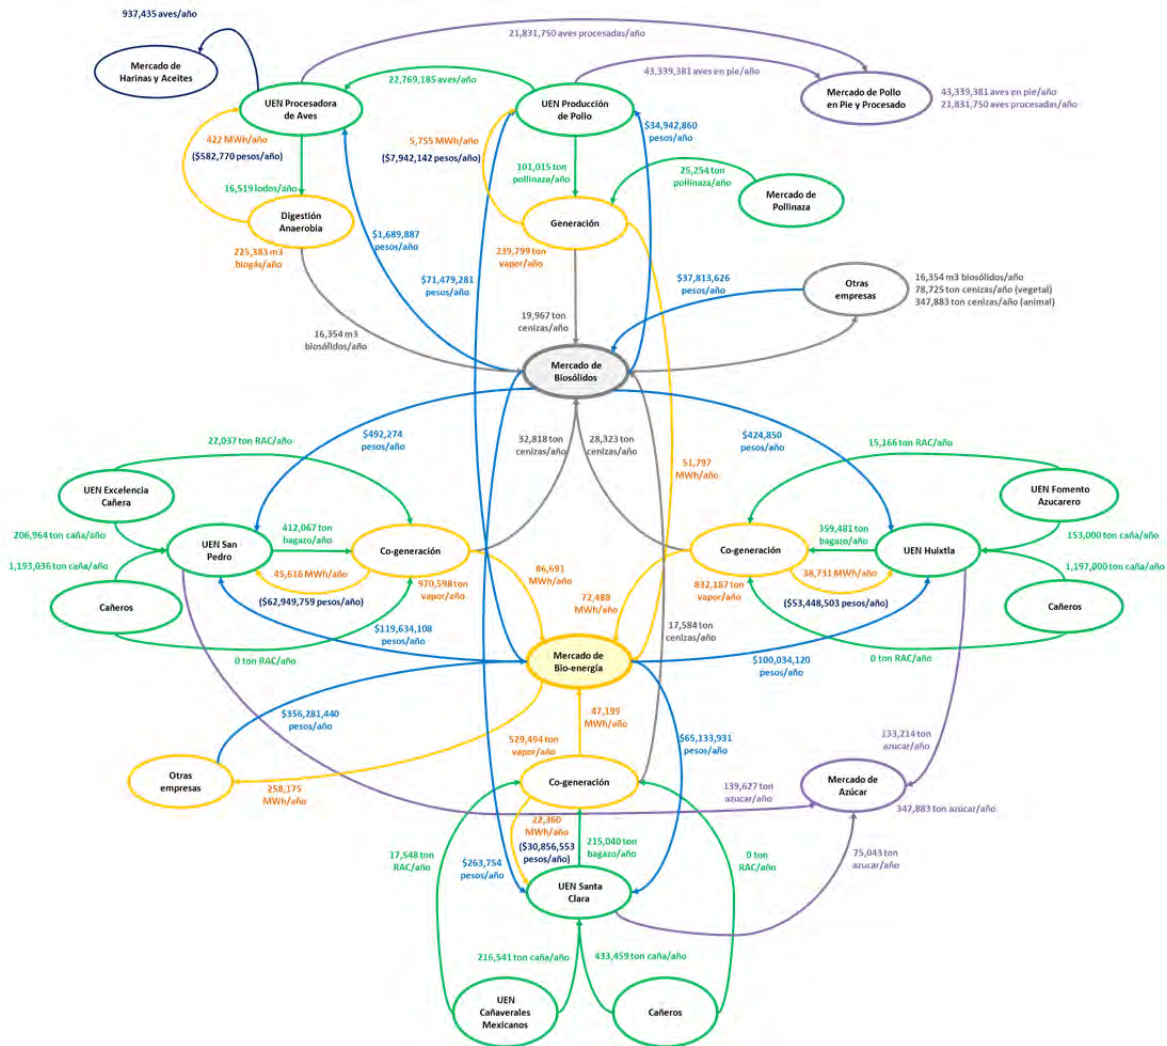 937,435 aves/año
Mercado de
Harinas y Aceites
21,831,750 aves procesadas/año
22,769,185 aves/año
43,339,381 aves en pie/año
UEN Procesadora
de Aves
UEN Producción
de Pollo
Mercado de Pollo
en Pie y Procesado
43,339,381 aves en pie/año
21,831,750 aves procesadas/año
422 MWh/año
($582,770 pesos/año)
5,755 MWh/año
($7,942,142 pesos/año)
$34,942,860
pesos/año
16,519 lodos/año
101,015 ton
pollinaza/año
25,254 ton
pollinaza/año
Mercado de
Pollinaza
Digestión
Anaerobia
Generación
225,383 m3
biogás/año
$1,689,887
pesos/año
239,799 ton
vapor/año
$71,479,281
pesos/año
$37,813,626
pesos/año
Otras
empresas
16,354 m3 biosólidos/año
78,725 ton cenizas/año (vegetal)
347,883 ton cenizas/año (animal)
16,354 m3
biosólidos/año
19,967 ton
cenizas/año
Mercado de
Biosólidos
22,037 ton RAC/año
$492,274
pesos/año
32,818 ton
cenizas/año
28,323 ton
cenizas/año
$424,850
pesos/año
15,166 ton RAC/año
51,797
MWh/año
UEN Excelencia
Cañera
UEN Fomento
Azucarero
206,964 ton caña/año
153,000 ton caña/año
UEN San
Pedro
412,067 ton
bagazo/año
Co-generación
Co-generación
359,481 ton
bagazo/año
UEN Huixtla
1,193,036 ton caña/año
1,197,000 ton caña/año
45,616 MWh/año
($62,949,759 pesos/año)
970,598 ton
vapor/año
86,691
MWh/año
72,488
MWh/año
832,187 ton
vapor/año
38,731 MWh/año
($53,448,503 pesos/año)
Cañeros
Cañeros
17,584 ton
cenizas/año
$119,634,108
pesos/año
0 ton RAC/año
Mercado de
Bio-energía
$100,034,120
pesos/año
0 ton RAC/año
$356,281,440
pesos/año
47,199
MWh/año
529,494 ton
vapor/año
$65,133,931
pesos/año
133,214 ton
azucar/año
Otras
empresas
258,175
MWh/año
Co-generación
139,627 ton
azucar/año
Mercado de
Azúcar
347,883 ton azúcar/año
22,360
MWh/año
($30,856,553
pesos/año)
215,040 ton
bagazo/año
17,548 ton
RAC/año
$263,754
pesos/año
0 ton
RAC/año
75,043 ton
azucar/año
UEN Santa
Clara
216,541 ton caña/año
433,459 ton caña/año
UEN
Cañaverales
Mexicanos
Cañeros